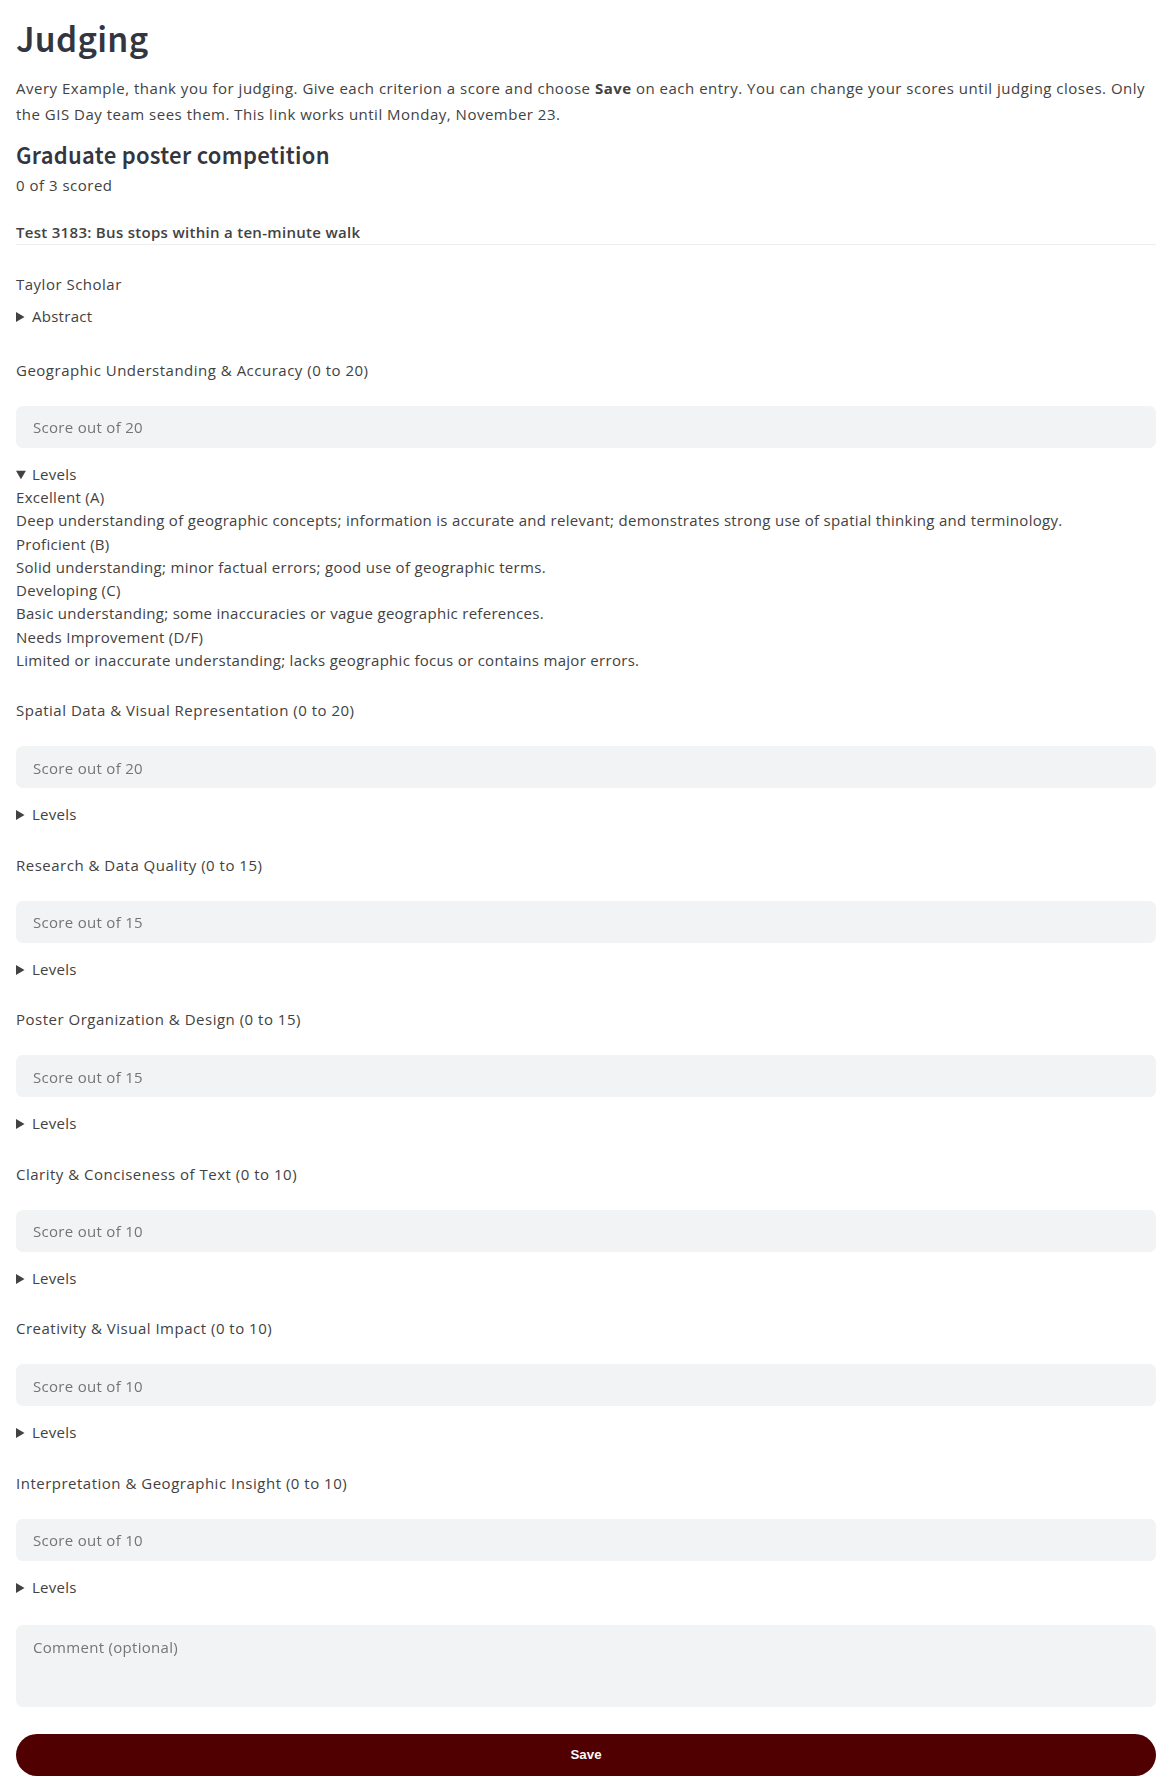 Judging
Avery Example, thank you for judging. Give each criterion a score and choose Save on each entry. You can change your scores until judging closes. Only
the GIS Day team sees them. This link works until Monday, November 23.
Graduate poster competition
0 of 3 scored
Test 3183: Bus stops within a ten-minute walk
Taylor Scholar
Abstract
Geographic Understanding & Accuracy (0 to 20)
Score out of 20
Levels
Excellent (A)
Deep understanding of geographic concepts; information is accurate and relevant; demonstrates strong use of spatial thinking and terminology.
Proficient (B)
Solid understanding; minor factual errors; good use of geographic terms.
Developing (C)
Basic understanding; some inaccuracies or vague geographic references.
Needs Improvement (D/F)
Limited or inaccurate understanding; lacks geographic focus or contains major errors.
Spatial Data & Visual Representation (0 to 20)
Score out of 20
Levels
Research & Data Quality (0 to 15)
Score out of 15
Levels
Poster Organization & Design (0 to 15)
Score out of 15
Levels
Clarity & Conciseness of Text (0 to 10)
Score out of 10
Levels
Creativity & Visual Impact (0 to 10)
Score out of 10
Levels
Interpretation & Geographic Insight (0 to 10)
Score out of 10
Levels
Comment (optional)
Save